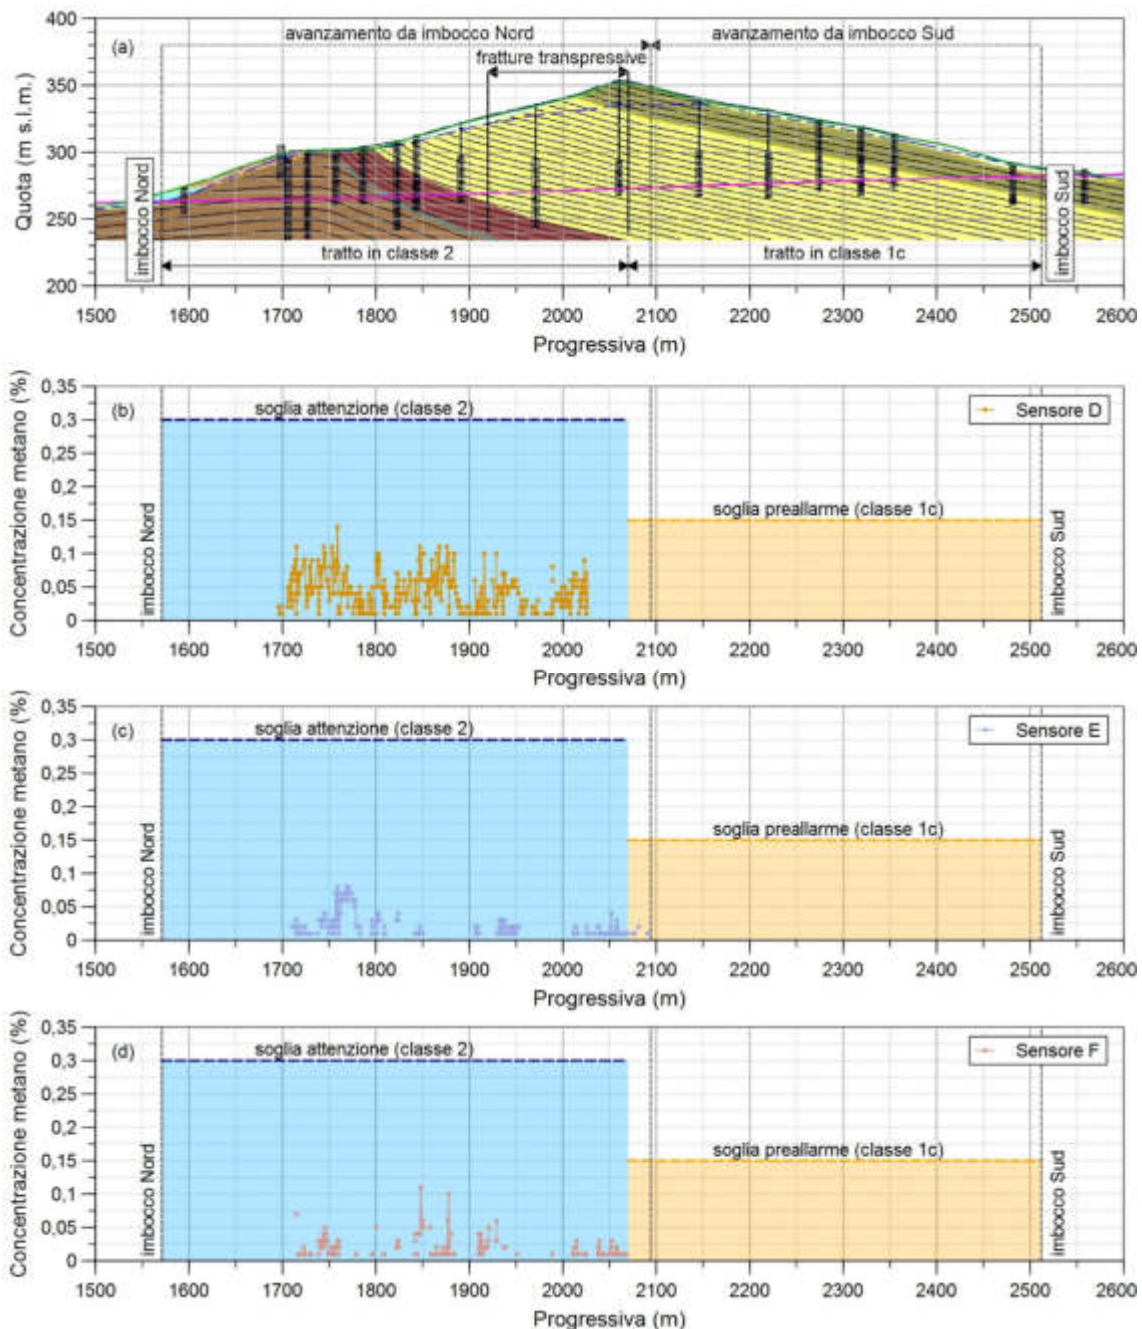 400
350
300
250
200
Quota (m s.l.m.)
(a)
avanzamento da imbocco Nord
avanzamento da imbocco Sud
fratture transpressive
imbocco Nord
imbocco Sud
tratto in classe 2
tratto in classe 1c
1500 1600 1700 1800 1900 2000 2100 2200 2300 2400 2500 2600
Progressiva (m)
Concentrazione metano (%)
0,35
0,3
0,25
0,2
0,15
0,1
0,05
0
(b)
soglia attenzione (classe 2)
Sensore D
soglia preallarme (classe 1c)
imbocco Nord
imbocco Sud
1500 1600 1700 1800 1900 2000 2100 2200 2300 2400 2500 2600
Progressiva (m)
Concentrazione metano (%)
0,35
0,3
0,25
0,2
0,15
0,1
0,05
0
(c)
soglia attenzione (classe 2)
Sensore E
soglia preallarme (classe 1c)
imbocco Nord
imbocco Sud
1500 1600 1700 1800 1900 2000 2100 2200 2300 2400 2500 2600
Progressiva (m)
Concentrazione metano (%)
0,35
0,3
0,25
0,2
0,15
0,1
0,05
0
(d)
soglia attenzione (classe 2)
Sensore F
soglia preallarme (classe 1c)
imbocco Nord
imbocco Sud
1500 1600 1700 1800 1900 2000 2100 2200 2300 2400 2500 2600
Progressiva (m)